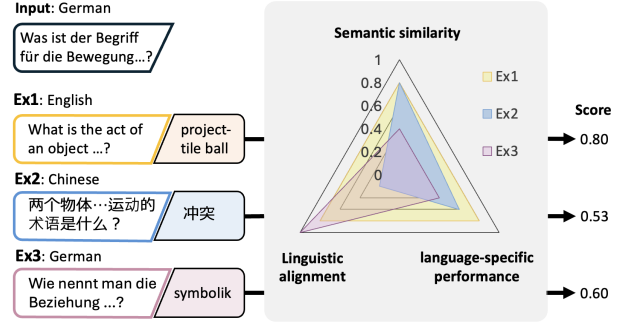 Input: German
Was ist der Begriff
für die Bewegung...?
Ex1: English
What is the act of
an object ...?
project-
tile ball
Ex2: Chinese
两个物体…运动的
术语是什么？
冲突
Ex3: German
Wie nennt man die
Beziehung ...?
symbolik
Semantic similarity
1
0.8
0.6
0.4
0.2
0
Ex1
Ex2
Ex3
Linguistic
alignment
language-specific
performance
Score
0.80
0.53
0.60